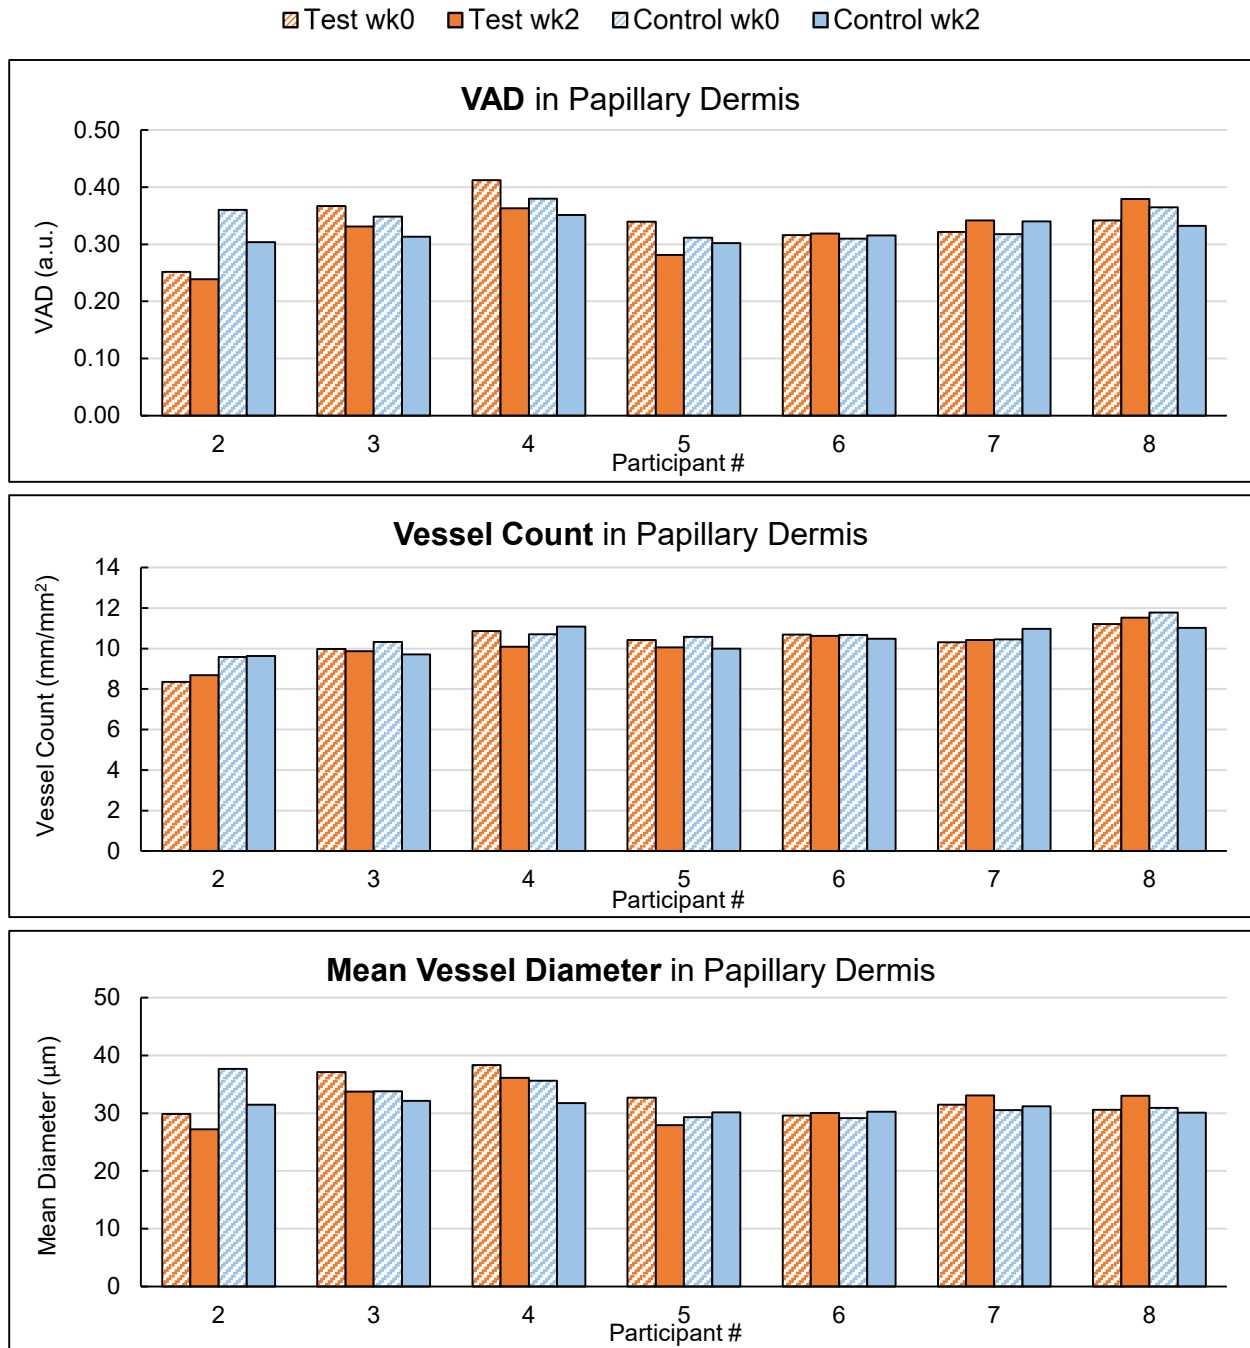 Test wk0 Test wk2 Control wk0 Control wk2
VAD in Papillary Dermis
VAD (a.u.)
0.50
0.40
0.30
0.20
0.10
0.00
2 3 4 5 6 7 8
Participant #
Vessel Count in Papillary Dermis
Vessel Count (mm/mm²)
14
12
10
8
6
4
2
0
2 3 4 5 6 7 8
Participant #
Mean Vessel Diameter in Papillary Dermis
Mean Diameter (μm)
50
40
30
20
10
0
2 3 4 5 6 7 8
Participant #